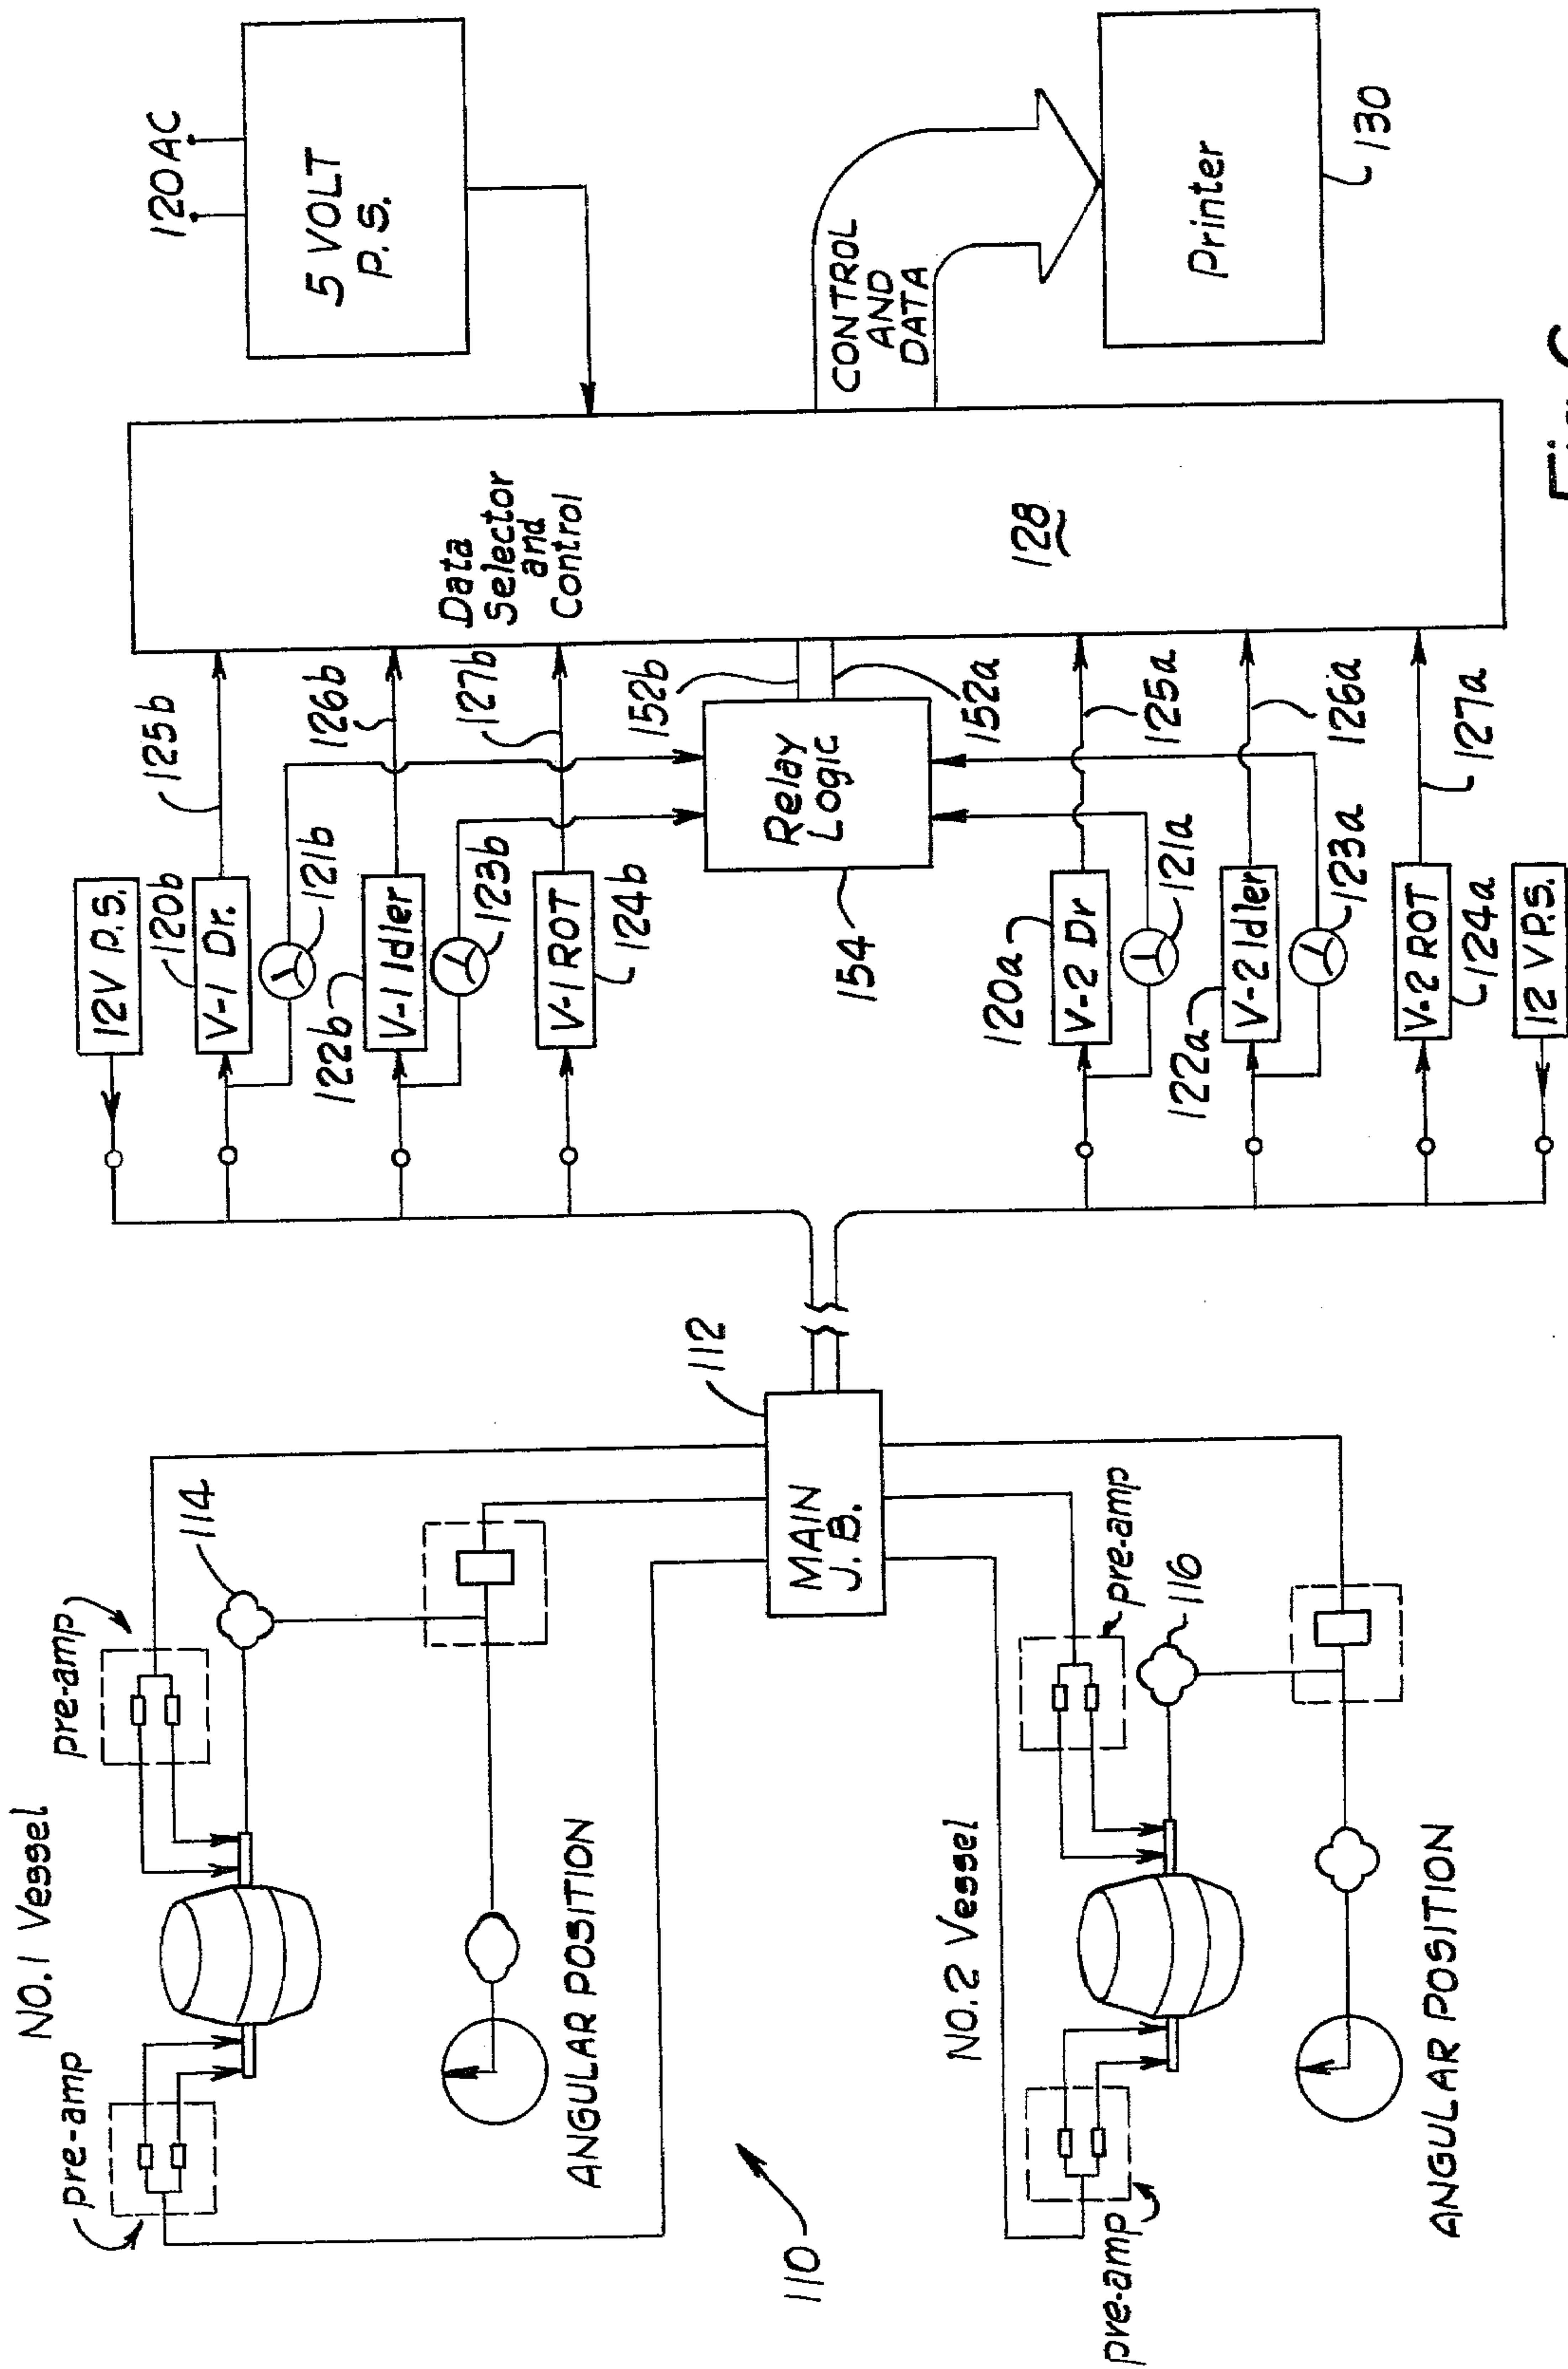 NO.1 Vessel
pre-amp
pre-amp
114
ANGULAR POSITION
110
112
MAIN
J.B.
NO.2 Vessel
pre-amp
pre-amp
116
ANGULAR POSITION
12V P.S.
120b
V-1 Dr.
121b
125b
122b
V-1 Idler
123b
126b
V-1 ROT
124b
127b
152b
Relay
Logic
154
152a
120a
V-2 Dr
121a
125a
122a
V-2 Idler
123a
126a
V-2 ROT
124a
127a
12 V P.S.
Data
Selector
and
Control
128
120 AC
5 VOLT
P.S.
CONTROL
AND
DATA
Printer
130